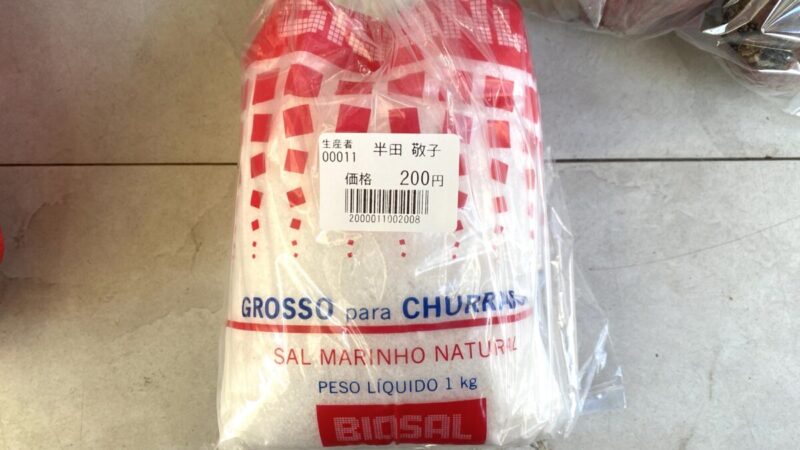 生産者
00011 半田 敬子
価格 200円
2000011002008
GROSSO para CHURRASCO
SAL MARINHO NATURAL
PESO LÍQUIDO 1 kg
BIOSAL